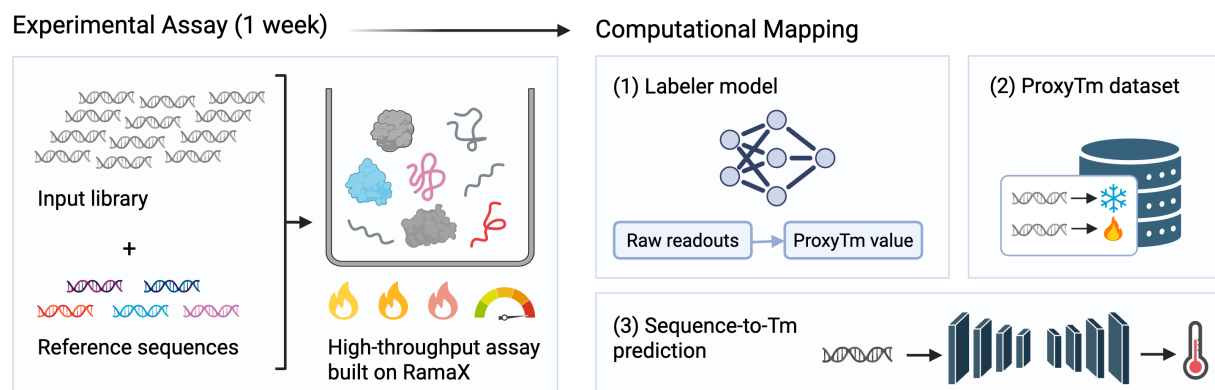 Experimental Assay (1 week)
Computational Mapping
Input library
+
Reference sequences
High-throughput assay
built on RamaX
(1) Labeler model
Raw readouts
ProxyTm value
(2) ProxyTm dataset
(3) Sequence-to-Tm
prediction